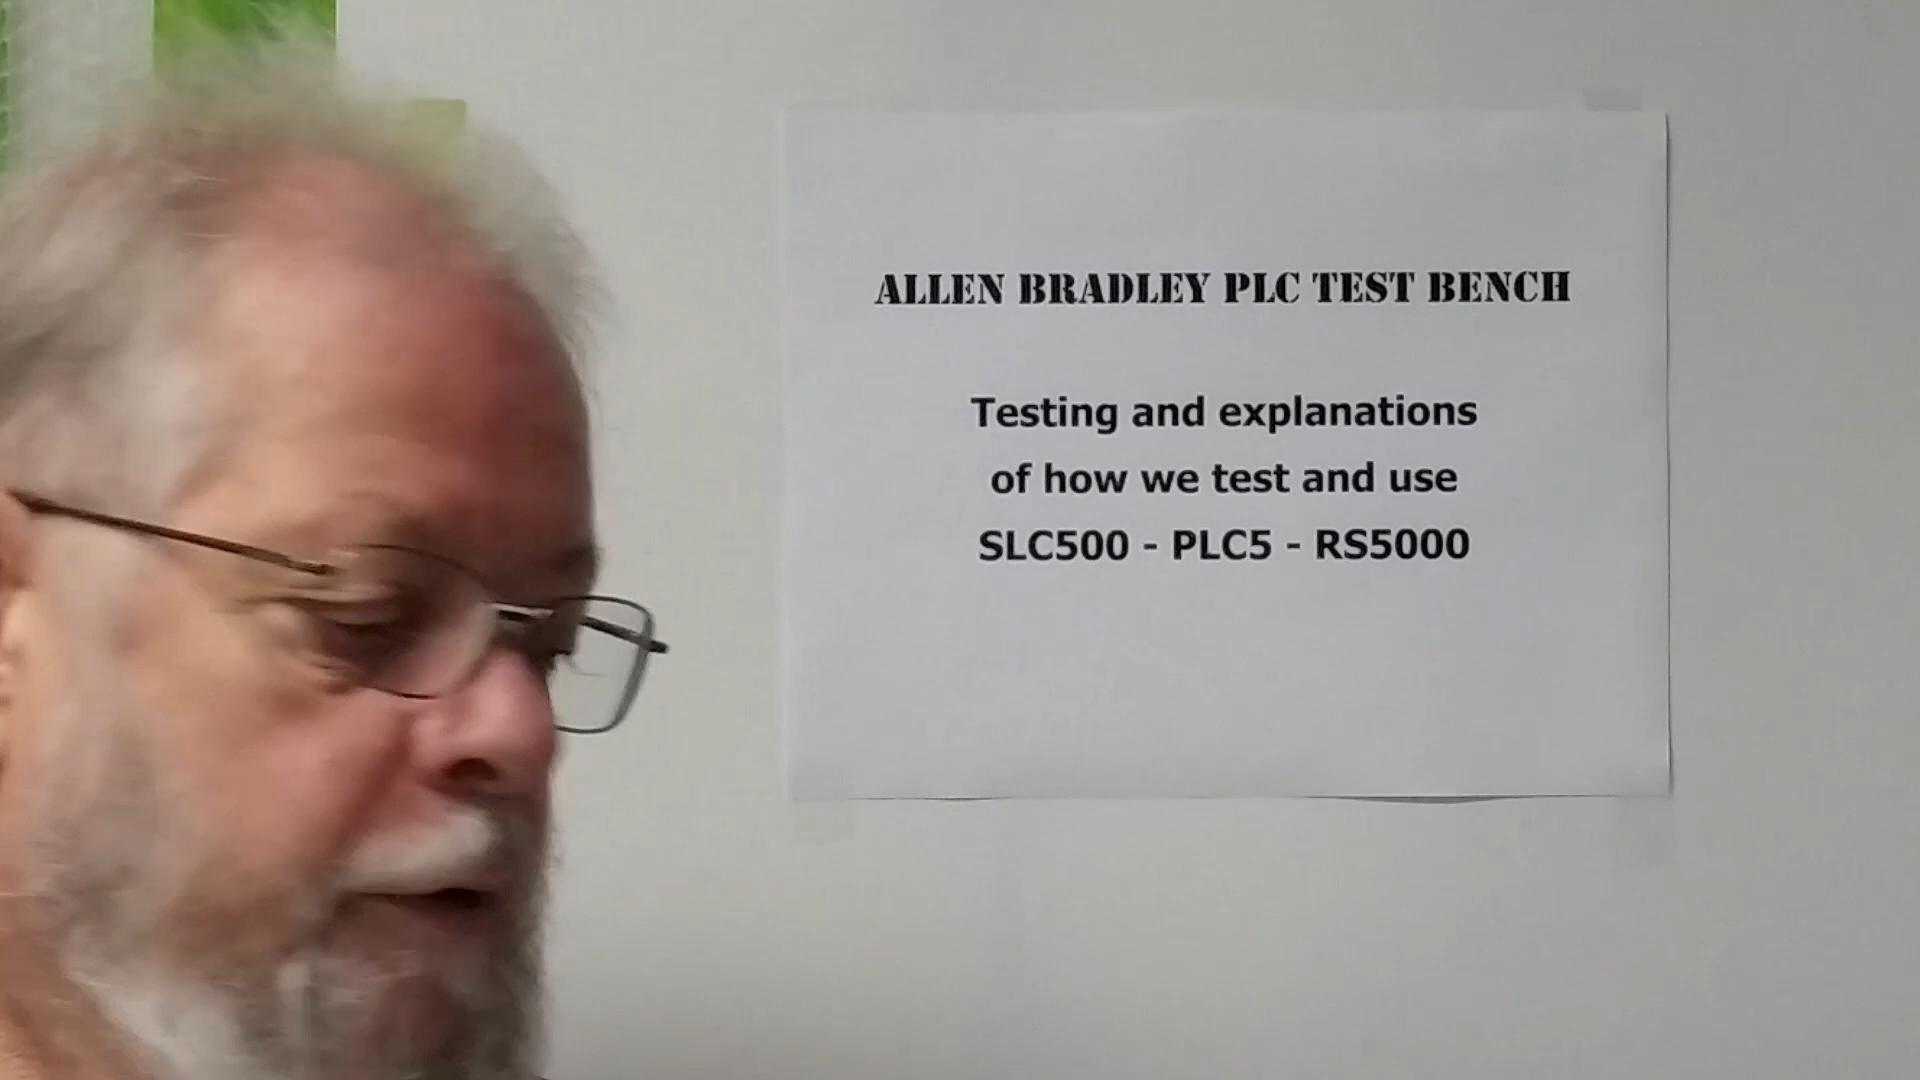 ALLEN BRADLEY PLC TEST BENCH
Testing and explanations
of how we test and use
SLC500 - PLC5 - RS5000